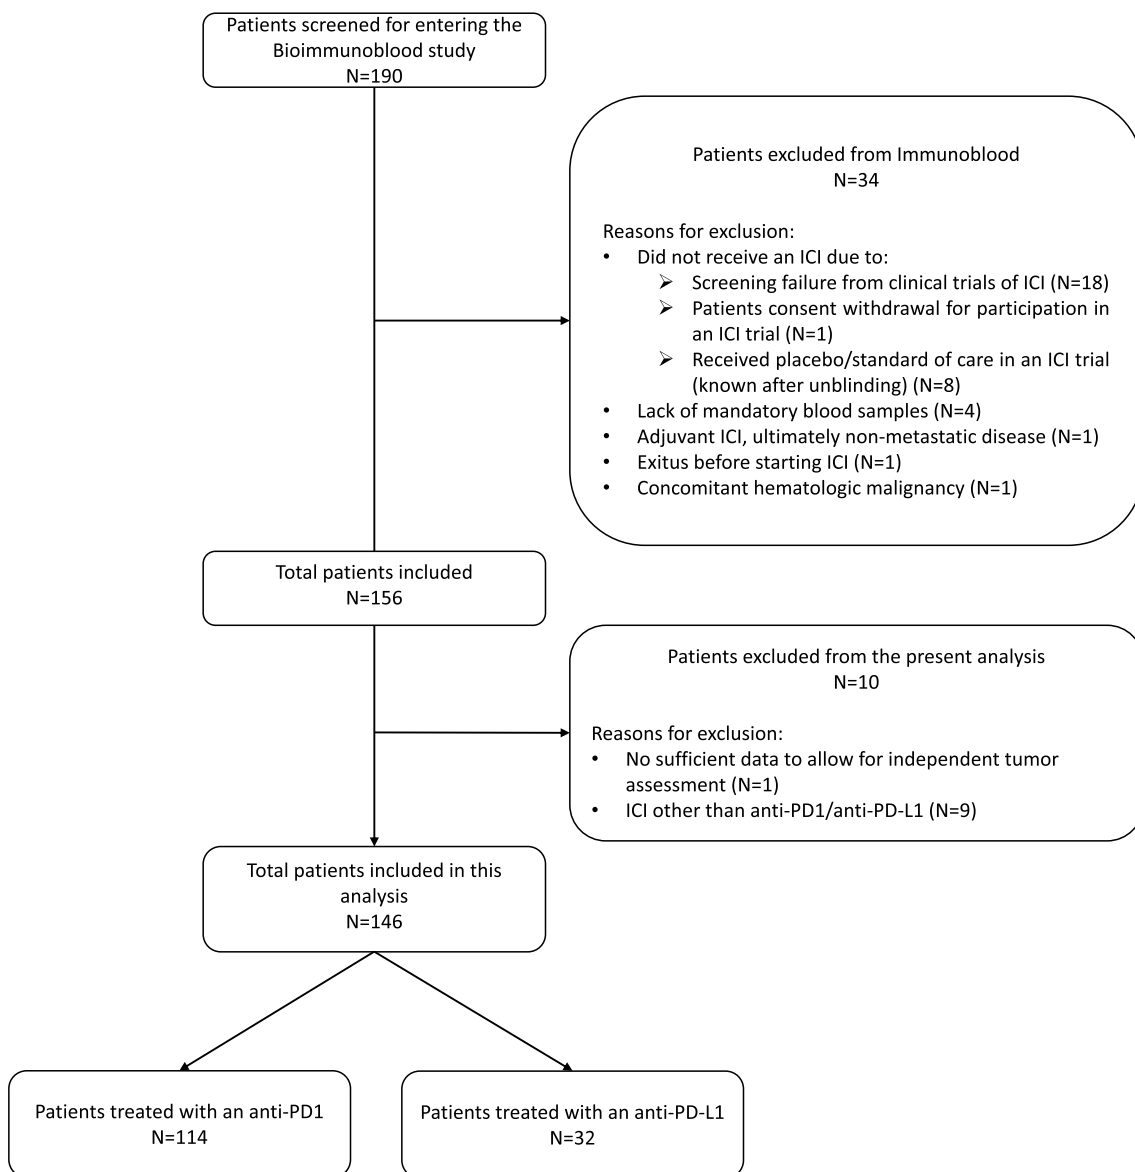 Patients screened for entering the
Bioimmunoblood study
N=190
Patients excluded from Immunoblood
N=34
Reasons for exclusion:
• Did not receive an ICI due to:
➢ Screening failure from clinical trials of ICI (N=18)
➢ Patients consent withdrawal for participation in
an ICI trial (N=1)
➢ Received placebo/standard of care in an ICI trial
(known after unblinding) (N=8)
• Lack of mandatory blood samples (N=4)
• Adjuvant ICI, ultimately non-metastatic disease (N=1)
• Exitus before starting ICI (N=1)
• Concomitant hematologic malignancy (N=1)
Total patients included
N=156
Patients excluded from the present analysis
N=10
Reasons for exclusion:
• No sufficient data to allow for independent tumor
assessment (N=1)
• ICI other than anti-PD1/anti-PD-L1 (N=9)
Total patients included in this
analysis
N=146
Patients treated with an anti-PD1
N=114
Patients treated with an anti-PD-L1
N=32